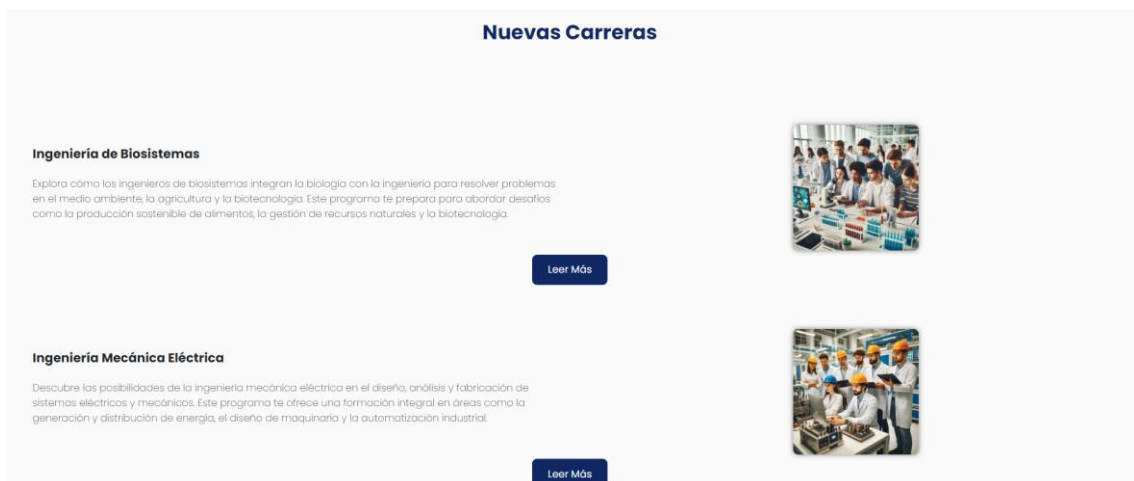 Nuevas Carreras
Ingeniería de Biosistemas
Explora cómo los ingenieros de biosistemas integran la biología con la ingeniería para resolver problemas
en el medio ambiente, la agricultura y la biotecnología. Este programa te prepara para abordar desafíos
como la producción sostenible de alimentos, la gestión de recursos naturales y la biotecnología.
Leer Más
Ingeniería Mecánica Eléctrica
Descubre las posibilidades de la ingeniería mecánica eléctrica en el diseño, análisis y fabricación de
sistemas eléctricos y mecánicos. Este programa te ofrece una formación integral en áreas como la
generación y distribución de energía, el diseño de maquinaria y la automatización industrial.
Leer Más